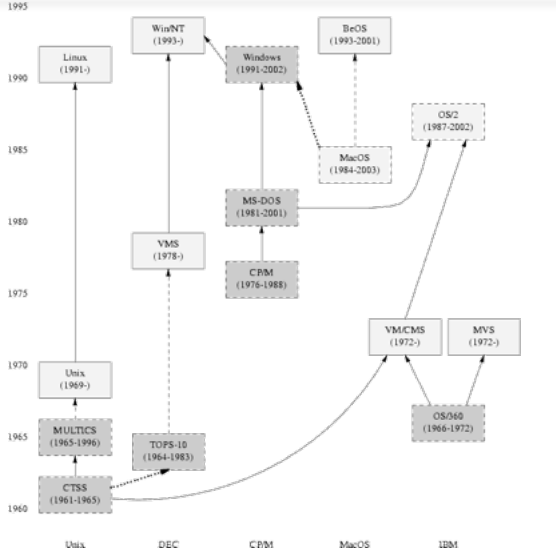 1995
Win/NT
(1993-)
BeOS
(1993-2001)
Linux
(1991-)
Windows
(1991-2002)
1990
OS/2
(1987-2002)
1985
MacOS
(1984-2003)
MS-DOS
(1981-2001)
1980
VMS
(1978-)
CP/M
(1976-1988)
1975
VM/CMS
(1972-)
MVS
(1972-)
1970
Unix
(1969-)
OS/360
(1966-1972)
MULTICS
(1965-1996)
1965
TOPS-10
(1964-1983)
CTSS
(1961-1965)
1960
Unix
DEC
CP/M
MacOS
IBM